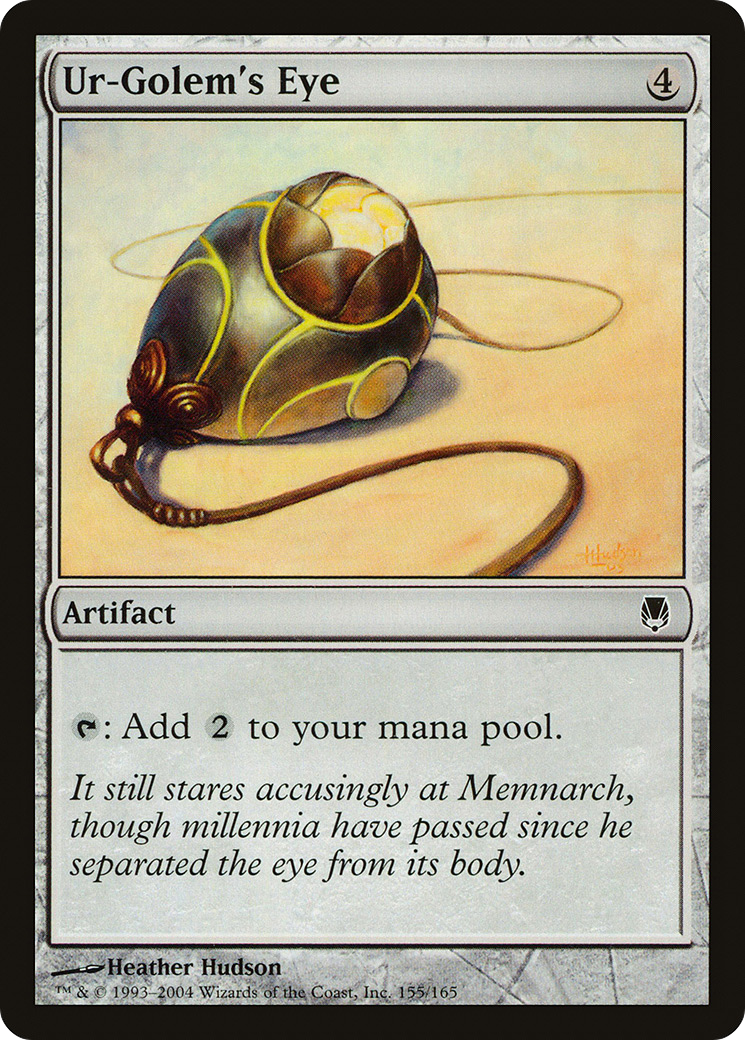 Ur-Golem's Eye 4
HHudson
03
Artifact
: Add 2 to your mana pool.
It still stares accusingly at Memnarch,
though millennia have passed since he
separated the eye from its body.
Heather Hudson
™ & © 1993–2004 Wizards of the Coast, Inc. 155/165